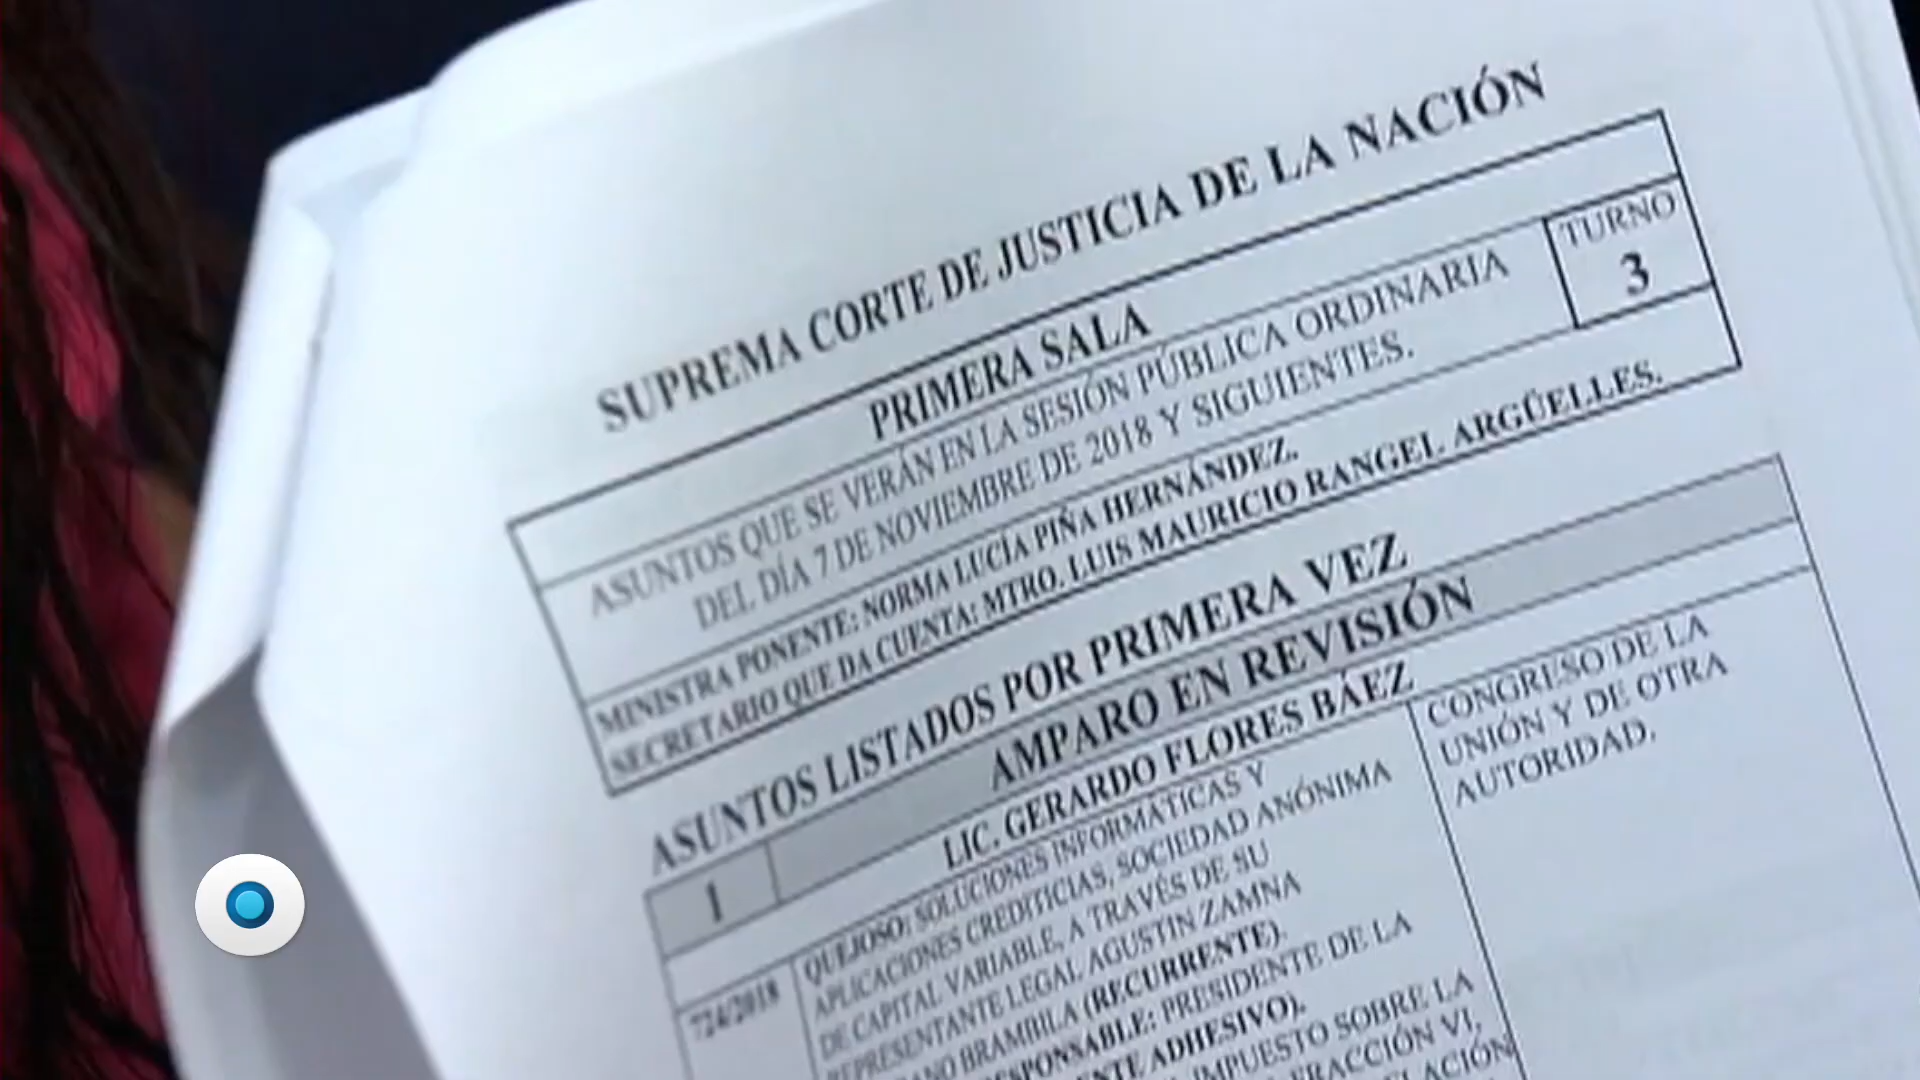 SUPREMA CORTE DE JUSTICIA DE LA NACIÓN
PRIMERA SALA
ASUNTOS QUE SE VERÁN EN LA SESIÓN PÚBLICA ORDINARIA
DEL DÍA 7 DE NOVIEMBRE DE 2018 Y SIGUIENTES.
TURNO
3
MINISTRA PONENTE: NORMA LUCÍA PIÑA HERNÁNDEZ.
SECRETARIO QUE DA CUENTA: MTRO. LUIS MAURICIO RANGEL ARGÜELLES.
ASUNTOS LISTADOS POR PRIMERA VEZ
AMPARO EN REVISIÓN
1
LIC. GERARDO FLORES BÁEZ
724/2018
QUEJOSO: SOLUCIONES INFORMÁTICAS Y
APLICACIONES CREDITICIAS, SOCIEDAD ANÓNIMA
DE CAPITAL VARIABLE, A TRAVÉS DE SU
REPRESENTANTE LEGAL AGUSTIN ZAMNA
BRAMBILA (RECURRENTE).
PRESIDENTE DE LA
ADHESIVO).
IMPUESTO SOBRE LA
VI,
CONGRESO DE LA
UNIÓN Y DE OTRA
AUTORIDAD.